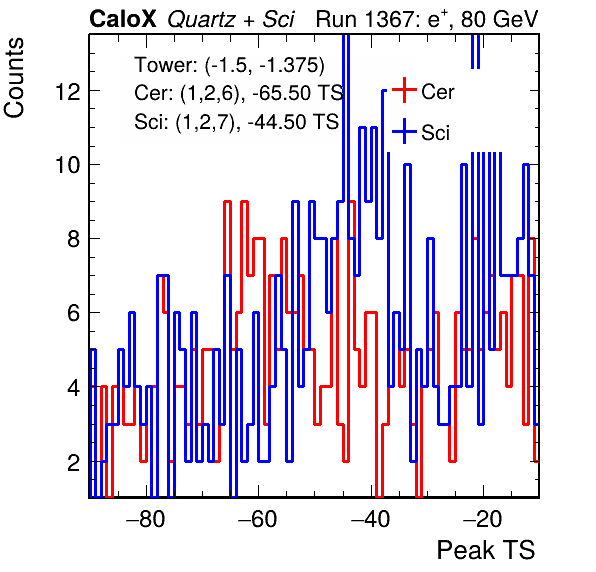 CaloX Quartz + Sci Run 1367: e⁺, 80 GeV
Counts
Tower: (-1.5, -1.375)
Cer: (1,2,6), -65.50 TS
Sci: (1,2,7), -44.50 TS
Cer
Sci
12
10
8
6
4
2
−80 −60 −40 −20
Peak TS